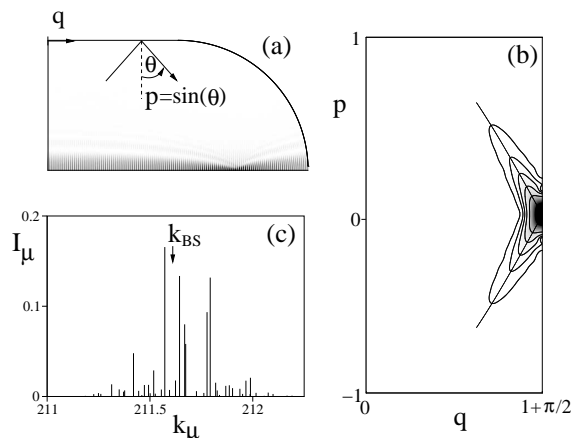 q
(a)
θ
p=sin(θ)
1
(b)
p
0
−1
0
q
1+π/2
0.2
(c)
I_μ
k_BS
0.1
0
211
211.5
212
k_μ